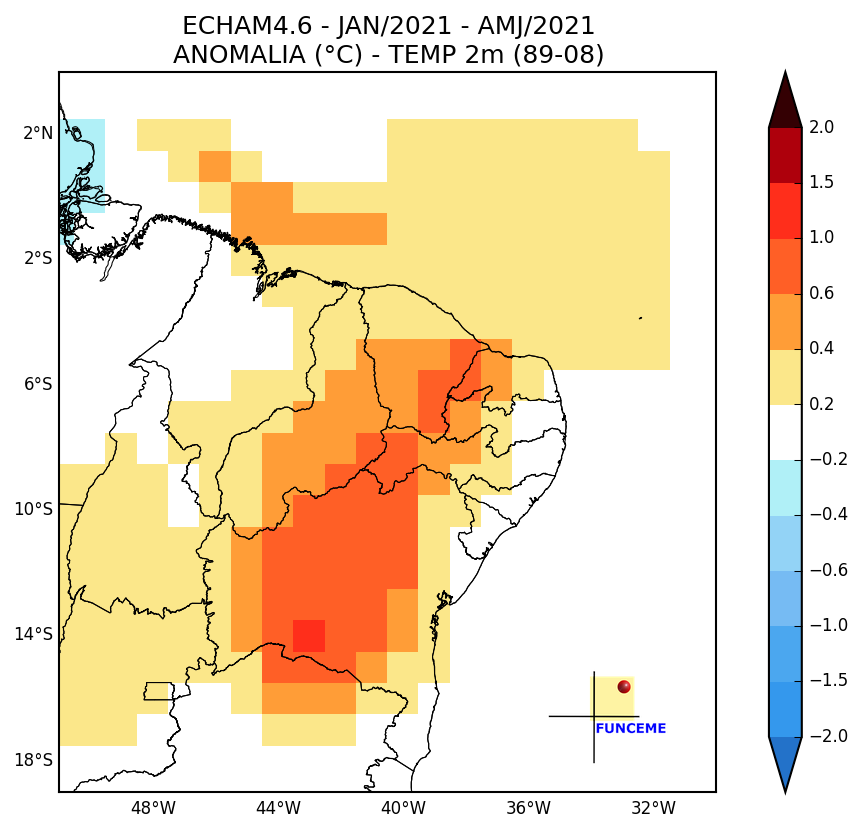 ECHAM4.6 - JAN/2021 - AMJ/2021
ANOMALIA (°C) - TEMP 2m (89-08)
2°N
2°S
6°S
10°S
14°S
18°S
48°W
44°W
40°W
36°W
32°W
2.0
1.5
1.0
0.6
0.4
0.2
−0.2
−0.4
−0.6
−1.0
−1.5
−2.0
FUNCEME